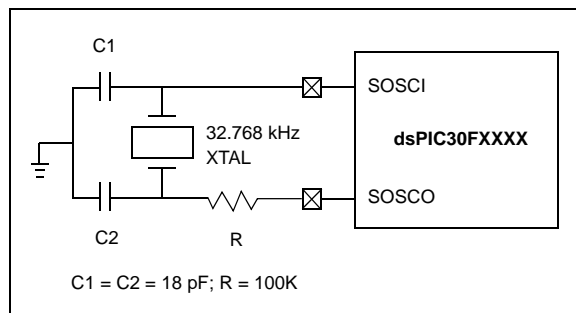 C1
SOSCI
32.768 kHz
XTAL
dsPIC30FXXXX
SOSCO
C2
R
C1 = C2 = 18 pF; R = 100K